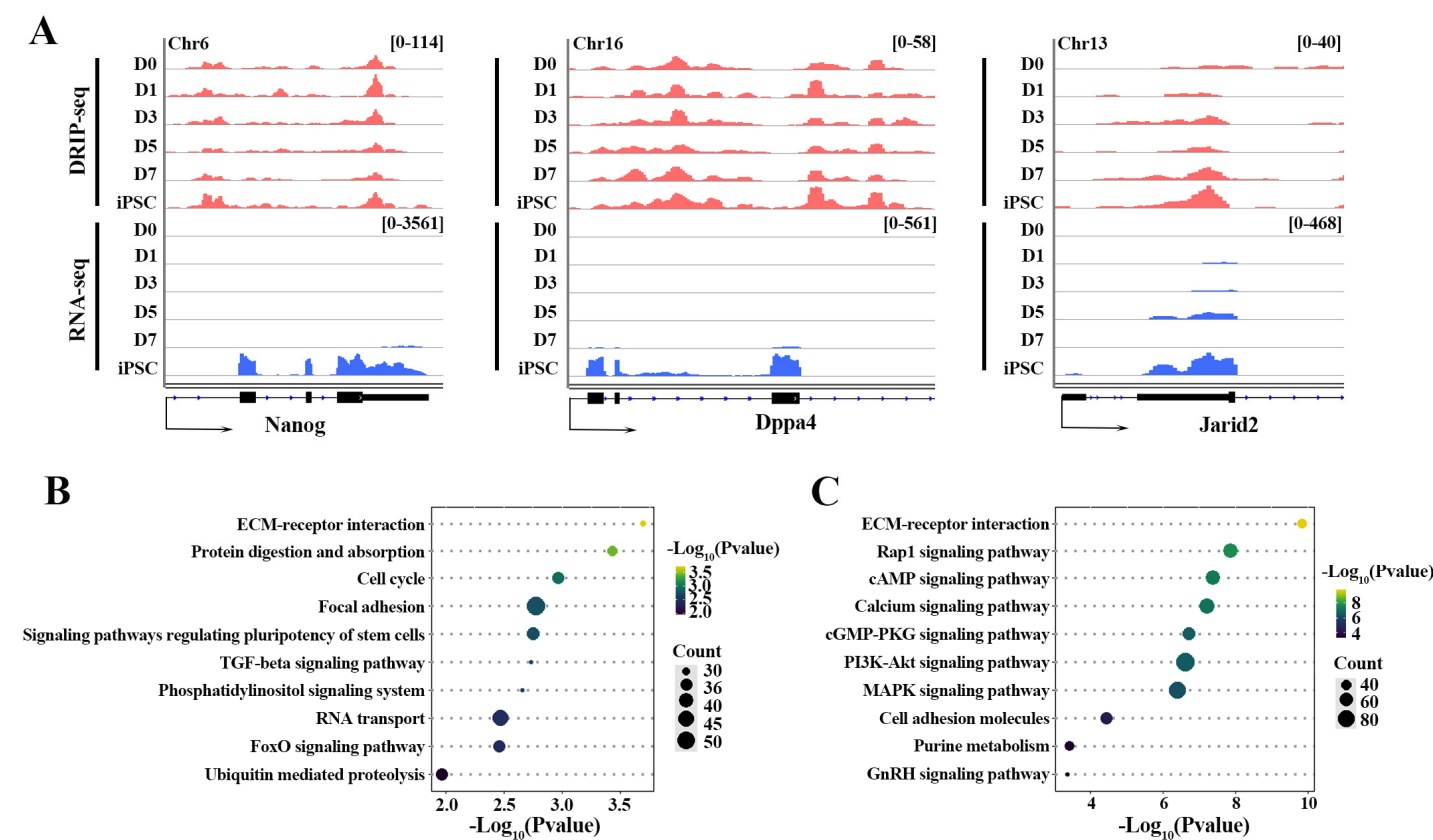 A
Chr6 [0-114]
DRIP-seq
D0
D1
D3
D5
D7
iPSC
[0-3561]
RNA-seq
D0
D1
D3
D5
D7
iPSC
Nanog
Chr16 [0-58]
D0
D1
D3
D5
D7
iPSC
[0-561]
D0
D1
D3
D5
D7
iPSC
Dppa4
Chr13 [0-40]
D0
D1
D3
D5
D7
iPSC
[0-468]
D0
D1
D3
D5
D7
iPSC
Jarid2
B
ECM-receptor interaction
Protein digestion and absorption
Cell cycle
Focal adhesion
Signaling pathways regulating pluripotency of stem cells
TGF-beta signaling pathway
Phosphatidylinositol signaling system
RNA transport
FoxO signaling pathway
Ubiquitin mediated proteolysis
2.0 2.5 3.0 3.5
-Log10(Pvalue)
-Log10(Pvalue)
3.5
3.0
2.5
2.0
Count
30
36
40
45
50
C
ECM-receptor interaction
Rap1 signaling pathway
cAMP signaling pathway
Calcium signaling pathway
cGMP-PKG signaling pathway
PI3K-Akt signaling pathway
MAPK signaling pathway
Cell adhesion molecules
Purine metabolism
GnRH signaling pathway
4 6 8 10
-Log10(Pvalue)
-Log10(Pvalue)
8
6
4
Count
40
60
80